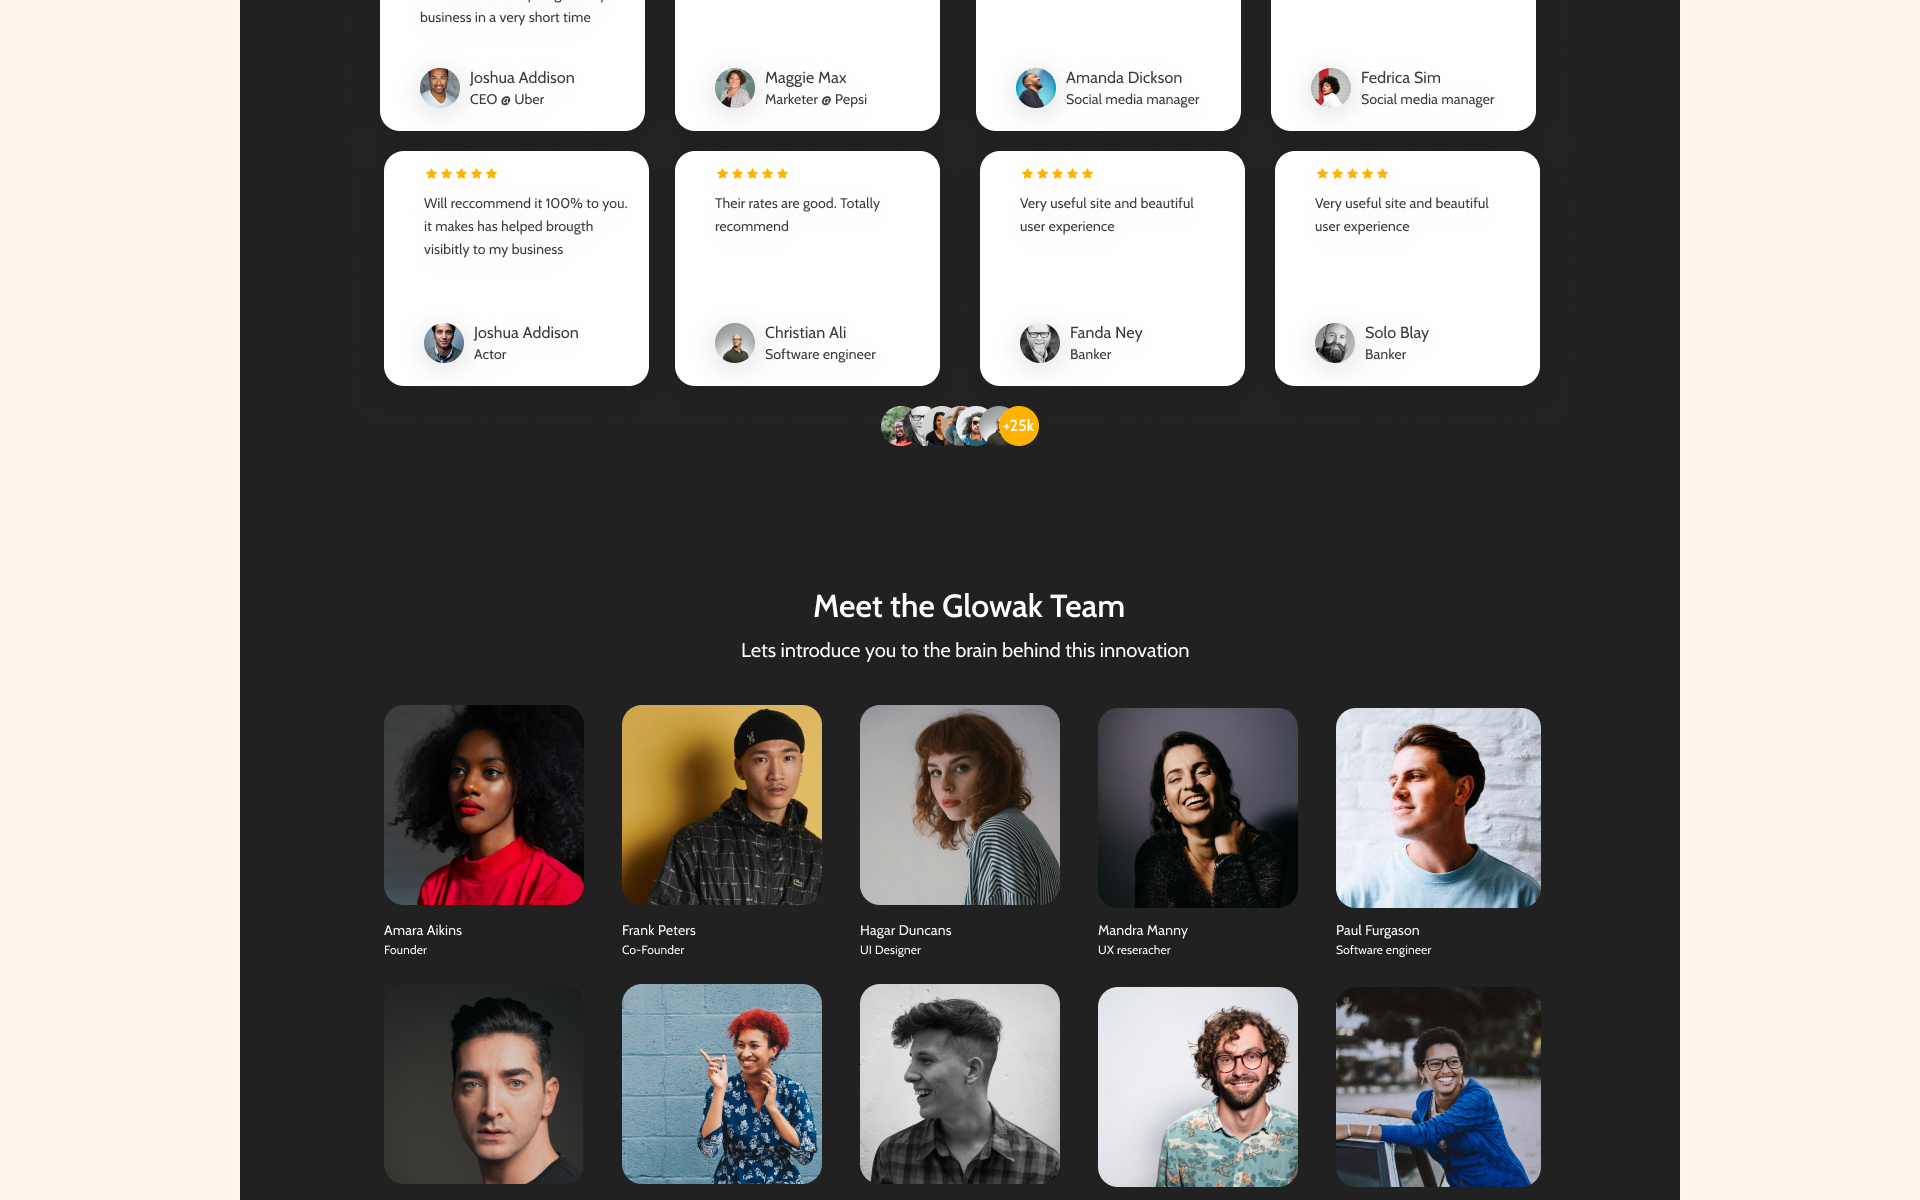 business in a very short time
Joshua Addison
CEO @ Uber
Maggie Max
Marketer @ Pepsi
Amanda Dickson
Social media manager
Fedrica Sim
Social media manager
Will reccommend it 100% to you.
it makes has helped brougth
visibitly to my business
Joshua Addison
Actor
Their rates are good. Totally
recommend
Christian Ali
Software engineer
Very useful site and beautiful
user experience
Fanda Ney
Banker
Very useful site and beautiful
user experience
Solo Blay
Banker
+25k
Meet the Glowak Team
Lets introduce you to the brain behind this innovation
Amara Aikins
Founder
Frank Peters
Co-Founder
Hagar Duncans
UI Designer
Mandra Manny
UX reseracher
Paul Furgason
Software engineer